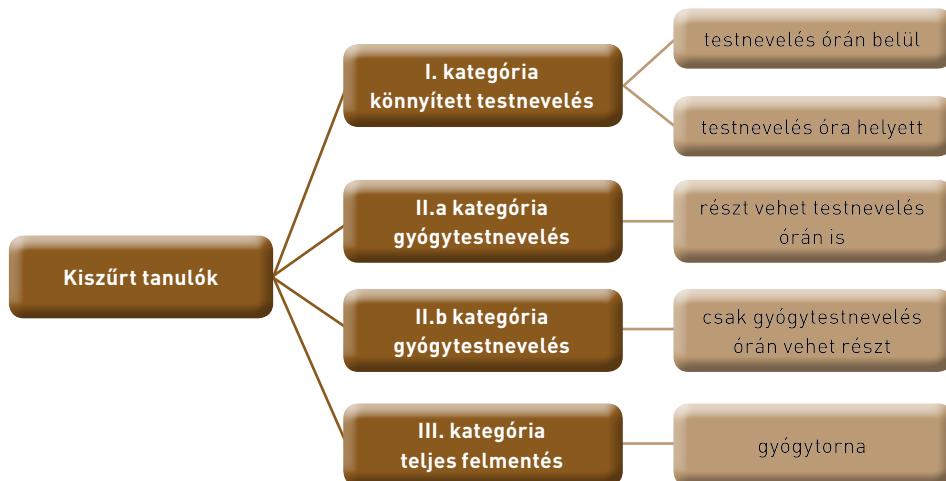 testnevelés órán belül
I. kategória
könnyített testnevelés
testnevelés óra helyett
II.a kategória
gyógytestnevelés
részt vehet testnevelés
órán is
Kiszűrt tanulók
II.b kategória
gyógytestnevelés
csak gyógytestnevelés
órán vehet részt
III. kategória
teljes felmentés
gyógytorna